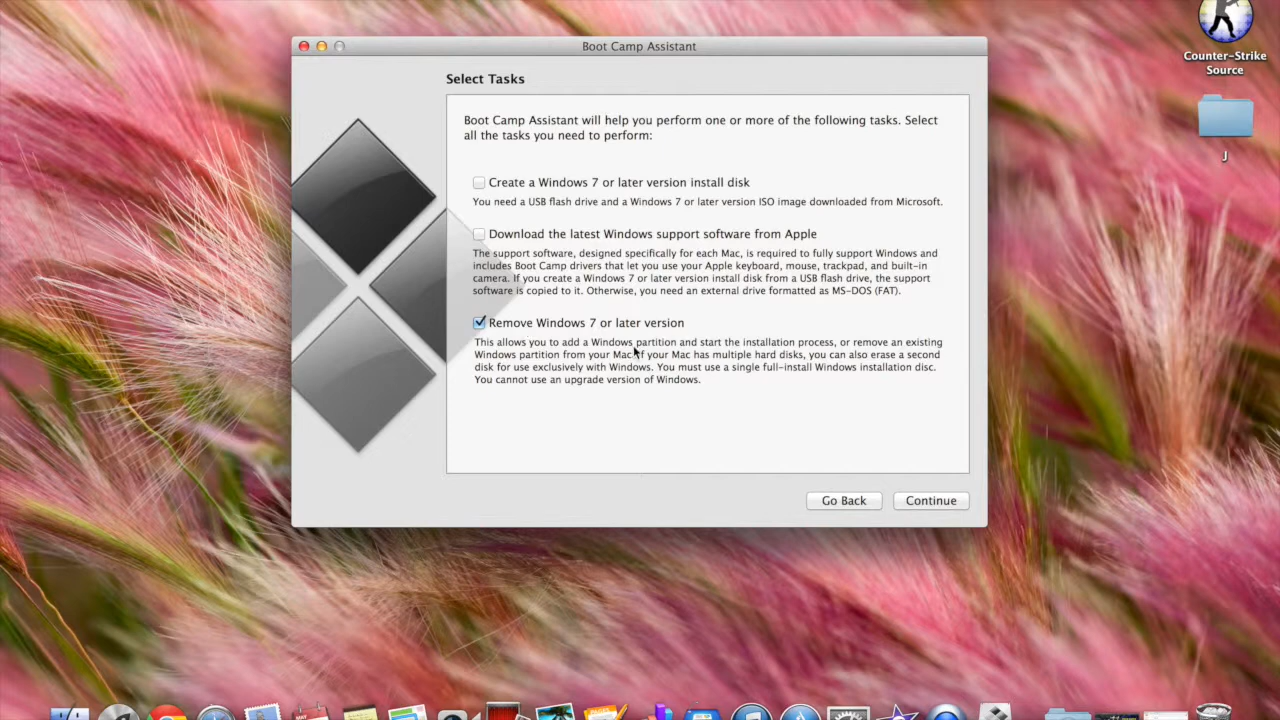 Boot Camp Assistant
Counter-Strike
Source
J
Select Tasks
Boot Camp Assistant will help you perform one or more of the following tasks. Select
all the tasks you need to perform:
Create a Windows 7 or later version install disk
You need a USB flash drive and a Windows 7 or later version ISO image downloaded from Microsoft.
Download the latest Windows support software from Apple
The support software, designed specifically for each Mac, is required to fully support Windows and
includes Boot Camp drivers that let you use your Apple keyboard, mouse, trackpad, and built-in
camera. If you create a Windows 7 or later version install disk from a USB flash drive, the support
software is copied to it. Otherwise, you need an external drive formatted as MS-DOS (FAT).
Remove Windows 7 or later version
This allows you to add a Windows partition and start the installation process, or remove an existing
Windows partition from your Mac. If your Mac has multiple hard disks, you can also erase a second
disk for use exclusively with Windows. You must use a single full-install Windows installation disc.
You cannot use an upgrade version of Windows.
Go Back
Continue